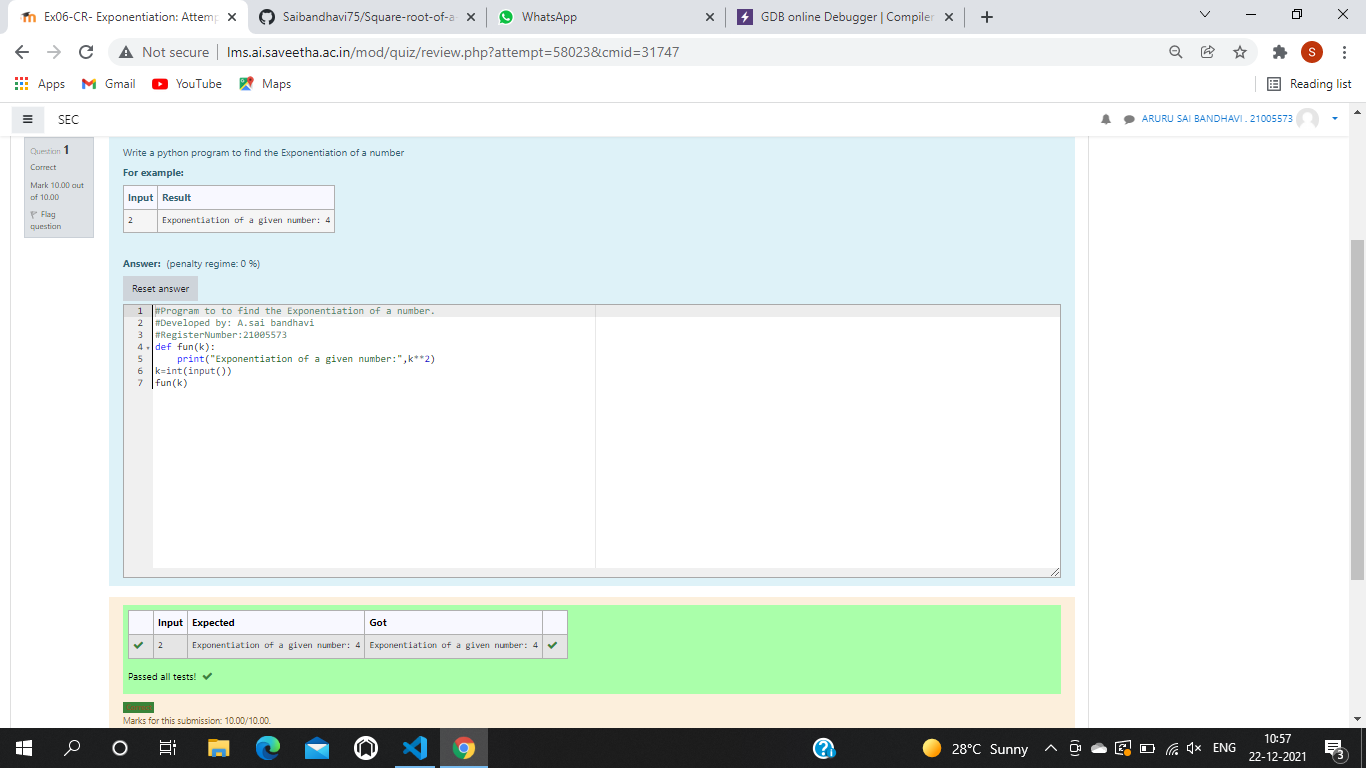 Ex06-CR- Exponentiation: Attemp
Saibandhavi75/Square-root-of-a-
WhatsApp
GDB online Debugger | Compiler
Not secure
lms.ai.saveetha.ac.in/mod/quiz/review.php?attempt=58023&cmid=31747
S
Apps
Gmail
YouTube
Maps
Reading list
SEC
ARURU SAI BANDHAVI . 21005573
Question 1
Correct
Mark 10.00 out
of 10.00
Flag
question
Write a python program to find the Exponentiation of a number
For example:
Input Result
2 Exponentiation of a given number: 4
Answer: (penalty regime: 0 %)
Reset answer
1 #Program to to find the Exponentiation of a number.
2 #Developed by: A.sai bandhavi
3 #RegisterNumber:21005573
4 def fun(k):
5 print("Exponentiation of a given number:",k**2)
6 k=int(input())
7 fun(k)
Input Expected Got
2 Exponentiation of a given number: 4 Exponentiation of a given number: 4
Passed all tests!
Marks for this submission: 10.00/10.00.
28°C Sunny
ENG
10:57
22-12-2021
3